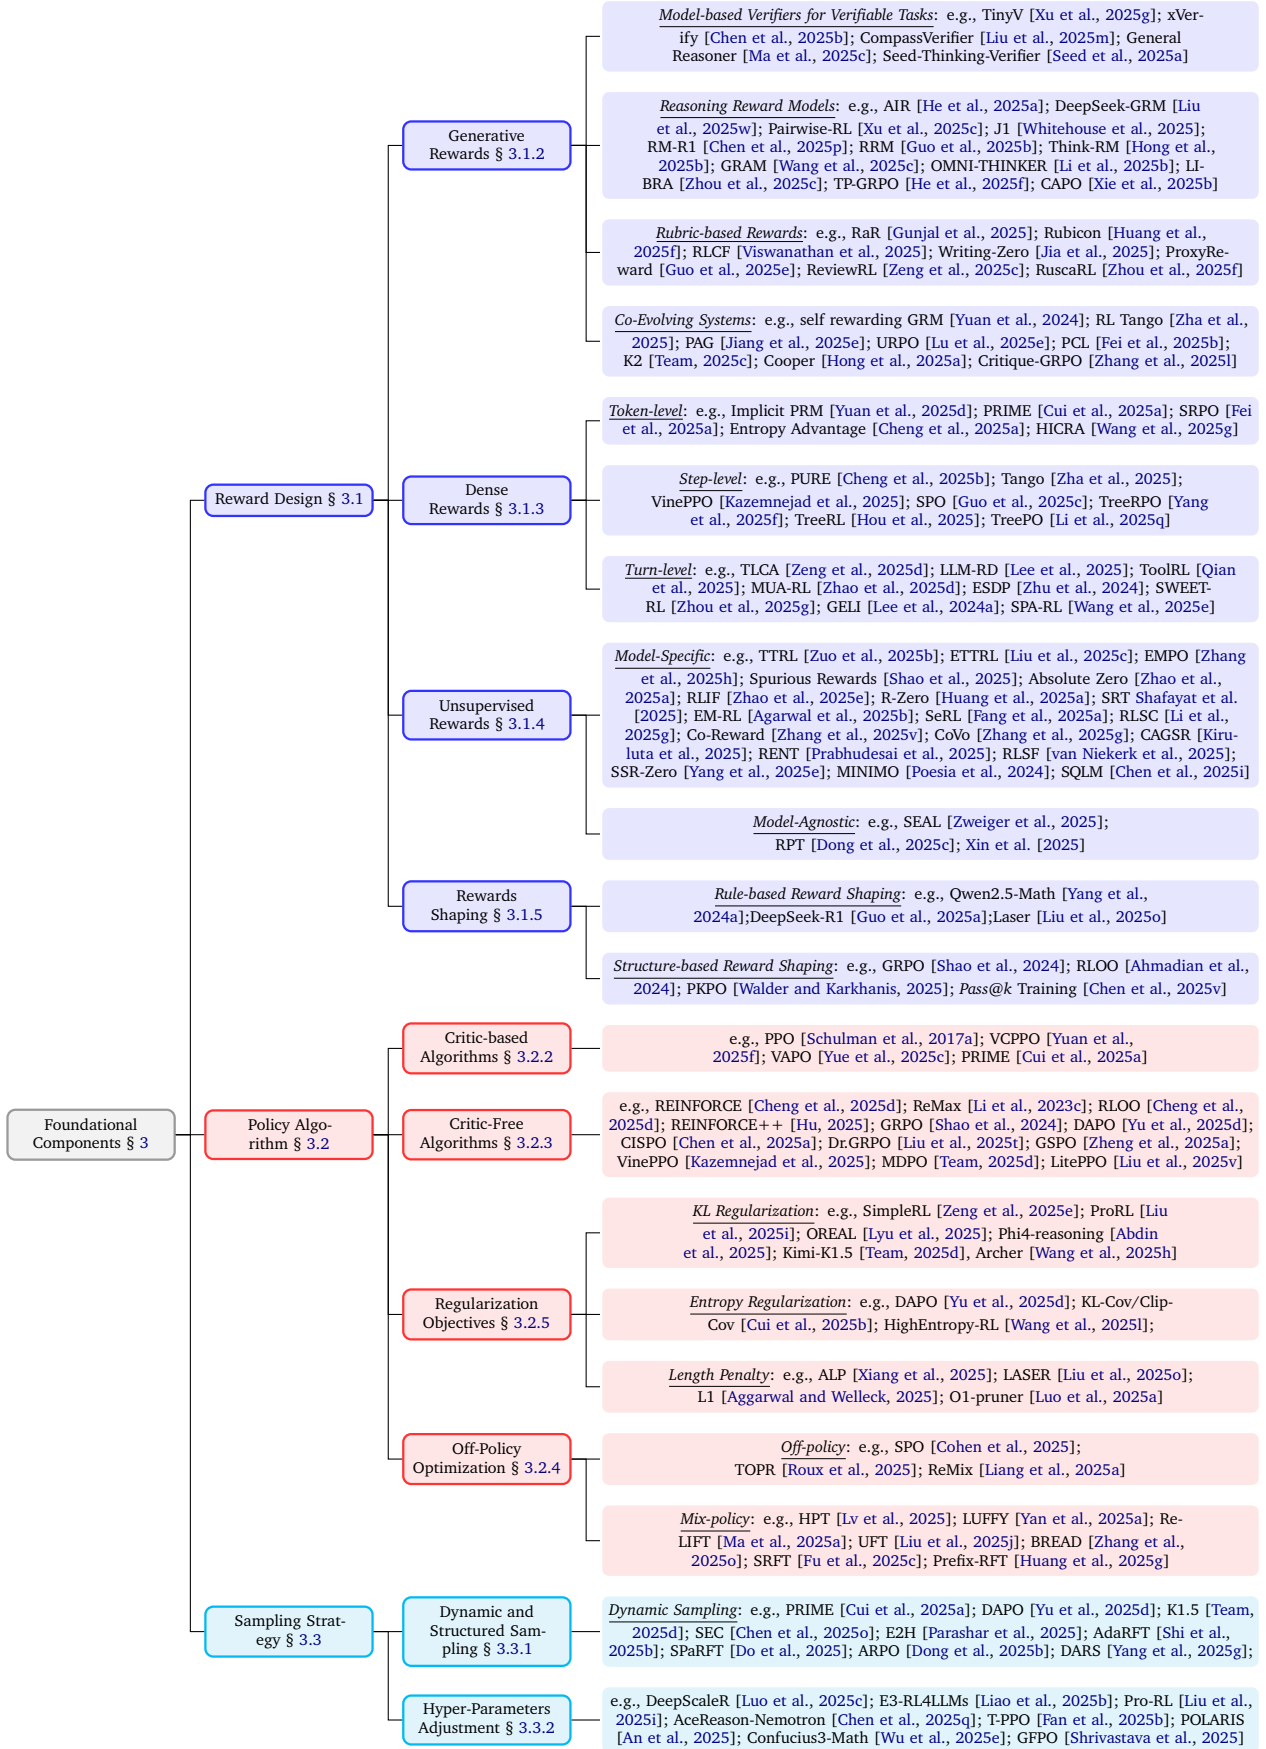 Model-based Verifiers for Verifiable Tasks: e.g., TinyV [Xu et al., 2025g]; xVer-
ify [Chen et al., 2025b]; CompassVerifier [Liu et al., 2025m]; General
Reasoner [Ma et al., 2025c]; Seed-Thinking-Verifier [Seed et al., 2025a]
Generative
Rewards § 3.1.2
Reasoning Reward Models: e.g., AIR [He et al., 2025a]; DeepSeek-GRM [Liu
et al., 2025w]; Pairwise-RL [Xu et al., 2025c]; J1 [Whitehouse et al., 2025];
RM-R1 [Chen et al., 2025p]; RRM [Guo et al., 2025b]; Think-RM [Hong et al.,
2025b]; GRAM [Wang et al., 2025c]; OMNI-THINKER [Li et al., 2025b]; LI-
BRA [Zhou et al., 2025c]; TP-GRPO [He et al., 2025f]; CAPO [Xie et al., 2025b]
Rubric-based Rewards: e.g., RaR [Gunjal et al., 2025]; Rubicon [Huang et al.,
2025f]; RLCF [Viswanathan et al., 2025]; Writing-Zero [Jia et al., 2025]; ProxyRe-
ward [Guo et al., 2025e]; ReviewRL [Zeng et al., 2025c]; RuscaRL [Zhou et al., 2025f]
Co-Evolving Systems: e.g., self rewarding GRM [Yuan et al., 2024]; RL Tango [Zha et al.,
2025]; PAG [Jiang et al., 2025e]; URPO [Lu et al., 2025e]; PCL [Fei et al., 2025b];
K2 [Team, 2025c]; Cooper [Hong et al., 2025a]; Critique-GRPO [Zhang et al., 2025l]
Token-level: e.g., Implicit PRM [Yuan et al., 2025d]; PRIME [Cui et al., 2025a]; SRPO [Fei
et al., 2025a]; Entropy Advantage [Cheng et al., 2025a]; HICRA [Wang et al., 2025g]
Reward Design § 3.1
Dense
Rewards § 3.1.3
Step-level: e.g., PURE [Cheng et al., 2025b]; Tango [Zha et al., 2025];
VinePPO [Kazemnejad et al., 2025]; SPO [Guo et al., 2025c]; TreeRPO [Yang
et al., 2025f]; TreeRL [Hou et al., 2025]; TreePO [Li et al., 2025q]
Turn-level: e.g., TLCA [Zeng et al., 2025d]; LLM-RD [Lee et al., 2025]; ToolRL [Qian
et al., 2025]; MUA-RL [Zhao et al., 2025d]; ESDP [Zhu et al., 2024]; SWEET-
RL [Zhou et al., 2025g]; GELI [Lee et al., 2024a]; SPA-RL [Wang et al., 2025e]
Unsupervised
Rewards § 3.1.4
Model-Specific: e.g., TTRL [Zuo et al., 2025b]; ETTRL [Liu et al., 2025c]; EMPO [Zhang
et al., 2025h]; Spurious Rewards [Shao et al., 2025]; Absolute Zero [Zhao et al.,
2025a]; RLIF [Zhao et al., 2025e]; R-Zero [Huang et al., 2025a]; SRT Shafayat et al.
[2025]; EM-RL [Agarwal et al., 2025b]; SeRL [Fang et al., 2025a]; RLSC [Li et al.,
2025g]; Co-Reward [Zhang et al., 2025v]; CoVo [Zhang et al., 2025g]; CAGSR [Kiru-
luta et al., 2025]; RENT [Prabhudesai et al., 2025]; RLSF [van Niekerk et al., 2025];
SSR-Zero [Yang et al., 2025e]; MINIMO [Poesia et al., 2024]; SQLM [Chen et al., 2025i]
Model-Agnostic: e.g., SEAL [Zweiger et al., 2025];
RPT [Dong et al., 2025c]; Xin et al. [2025]
Rewards
Shaping § 3.1.5
Rule-based Reward Shaping: e.g., Qwen2.5-Math [Yang et al.,
2024a];DeepSeek-R1 [Guo et al., 2025a];Laser [Liu et al., 2025o]
Structure-based Reward Shaping: e.g., GRPO [Shao et al., 2024]; RLOO [Ahmadian et al.,
2024]; PKPO [Walder and Karkhanis, 2025]; Pass@k Training [Chen et al., 2025v]
Critic-based
Algorithms § 3.2.2
e.g., PPO [Schulman et al., 2017a]; VCPPO [Yuan et al.,
2025f]; VAPO [Yue et al., 2025c]; PRIME [Cui et al., 2025a]
Foundational
Components § 3
Policy Algo-
rithm § 3.2
Critic-Free
Algorithms § 3.2.3
e.g., REINFORCE [Cheng et al., 2025d]; ReMax [Li et al., 2023c]; RLOO [Cheng et al.,
2025d]; REINFORCE++ [Hu, 2025]; GRPO [Shao et al., 2024]; DAPO [Yu et al., 2025d];
CISPO [Chen et al., 2025a]; Dr.GRPO [Liu et al., 2025t]; GSPO [Zheng et al., 2025a];
VinePPO [Kazemnejad et al., 2025]; MDPO [Team, 2025d]; LitePPO [Liu et al., 2025v]
KL Regularization: e.g., SimpleRL [Zeng et al., 2025e]; ProRL [Liu
et al., 2025i]; OREAL [Lyu et al., 2025]; Phi4-reasoning [Abdin
et al., 2025]; Kimi-K1.5 [Team, 2025d], Archer [Wang et al., 2025h]
Regularization
Objectives § 3.2.5
Entropy Regularization: e.g., DAPO [Yu et al., 2025d]; KL-Cov/Clip-
Cov [Cui et al., 2025b]; HighEntropy-RL [Wang et al., 2025l];
Length Penalty: e.g., ALP [Xiang et al., 2025]; LASER [Liu et al., 2025o];
L1 [Aggarwal and Welleck, 2025]; O1-pruner [Luo et al., 2025a]
Off-Policy
Optimization § 3.2.4
Off-policy: e.g., SPO [Cohen et al., 2025];
TOPR [Roux et al., 2025]; ReMix [Liang et al., 2025a]
Mix-policy: e.g., HPT [Lv et al., 2025]; LUFFY [Yan et al., 2025a]; Re-
LIFT [Ma et al., 2025a]; UFT [Liu et al., 2025j]; BREAD [Zhang et al.,
2025o]; SRFT [Fu et al., 2025c]; Prefix-RFT [Huang et al., 2025g]
Sampling Strat-
egy § 3.3
Dynamic and
Structured Sam-
pling § 3.3.1
Dynamic Sampling: e.g., PRIME [Cui et al., 2025a]; DAPO [Yu et al., 2025d]; K1.5 [Team,
2025d]; SEC [Chen et al., 2025o]; E2H [Parashar et al., 2025]; AdaRFT [Shi et al.,
2025b]; SPaRFT [Do et al., 2025]; ARPO [Dong et al., 2025b]; DARS [Yang et al., 2025g];
Hyper-Parameters
Adjustment § 3.3.2
e.g., DeepScaleR [Luo et al., 2025c]; E3-RL4LLMs [Liao et al., 2025b]; Pro-RL [Liu et al.,
2025i]; AceReason-Nemotron [Chen et al., 2025q]; T-PPO [Fan et al., 2025b]; POLARIS
[An et al., 2025]; Confucius3-Math [Wu et al., 2025e]; GFPO [Shrivastava et al., 2025]